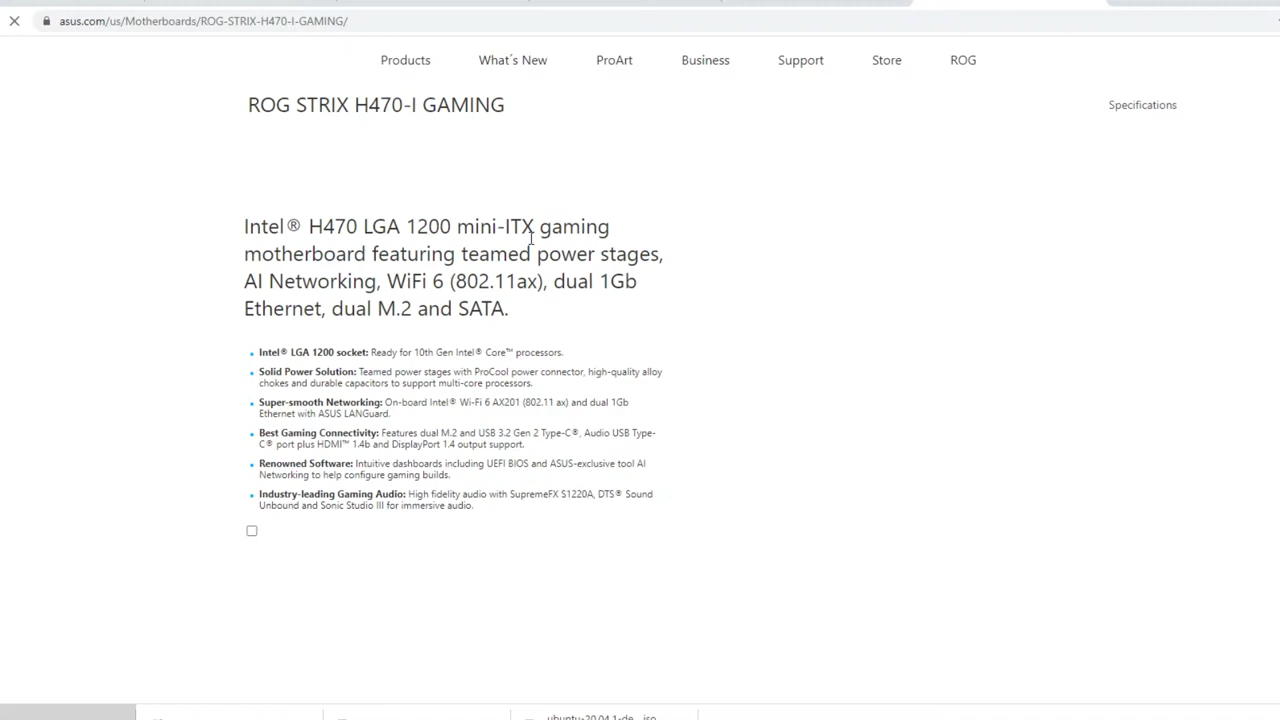 asus.com/us/Motherboards/ROG-STRIX-H470-I-GAMING/
Products What´s New ProArt Business Support Store ROG
ROG STRIX H470-I GAMING
Specifications
Intel® H470 LGA 1200 mini-ITX gaming
motherboard featuring teamed power stages,
AI Networking, WiFi 6 (802.11ax), dual 1Gb
Ethernet, dual M.2 and SATA.
Intel® LGA 1200 socket: Ready for 10th Gen Intel® Core™ processors.
Solid Power Solution: Teamed power stages with ProCool power connector, high-quality alloy
chokes and durable capacitors to support multi-core processors.
Super-smooth Networking: On-board Intel® Wi-Fi 6 AX201 (802.11 ax) and dual 1Gb
Ethernet with ASUS LANGuard.
Best Gaming Connectivity: Features dual M.2 and USB 3.2 Gen 2 Type-C®, Audio USB Type-
C® port plus HDMI™ 1.4b and DisplayPort 1.4 output support.
Renowned Software: Intuitive dashboards including UEFI BIOS and ASUS-exclusive tool AI
Networking to help configure gaming builds.
Industry-leading Gaming Audio: High fidelity audio with SupremeFX S1220A, DTS® Sound
Unbound and Sonic Studio III for immersive audio.
ubuntu-20.04.1-de....iso